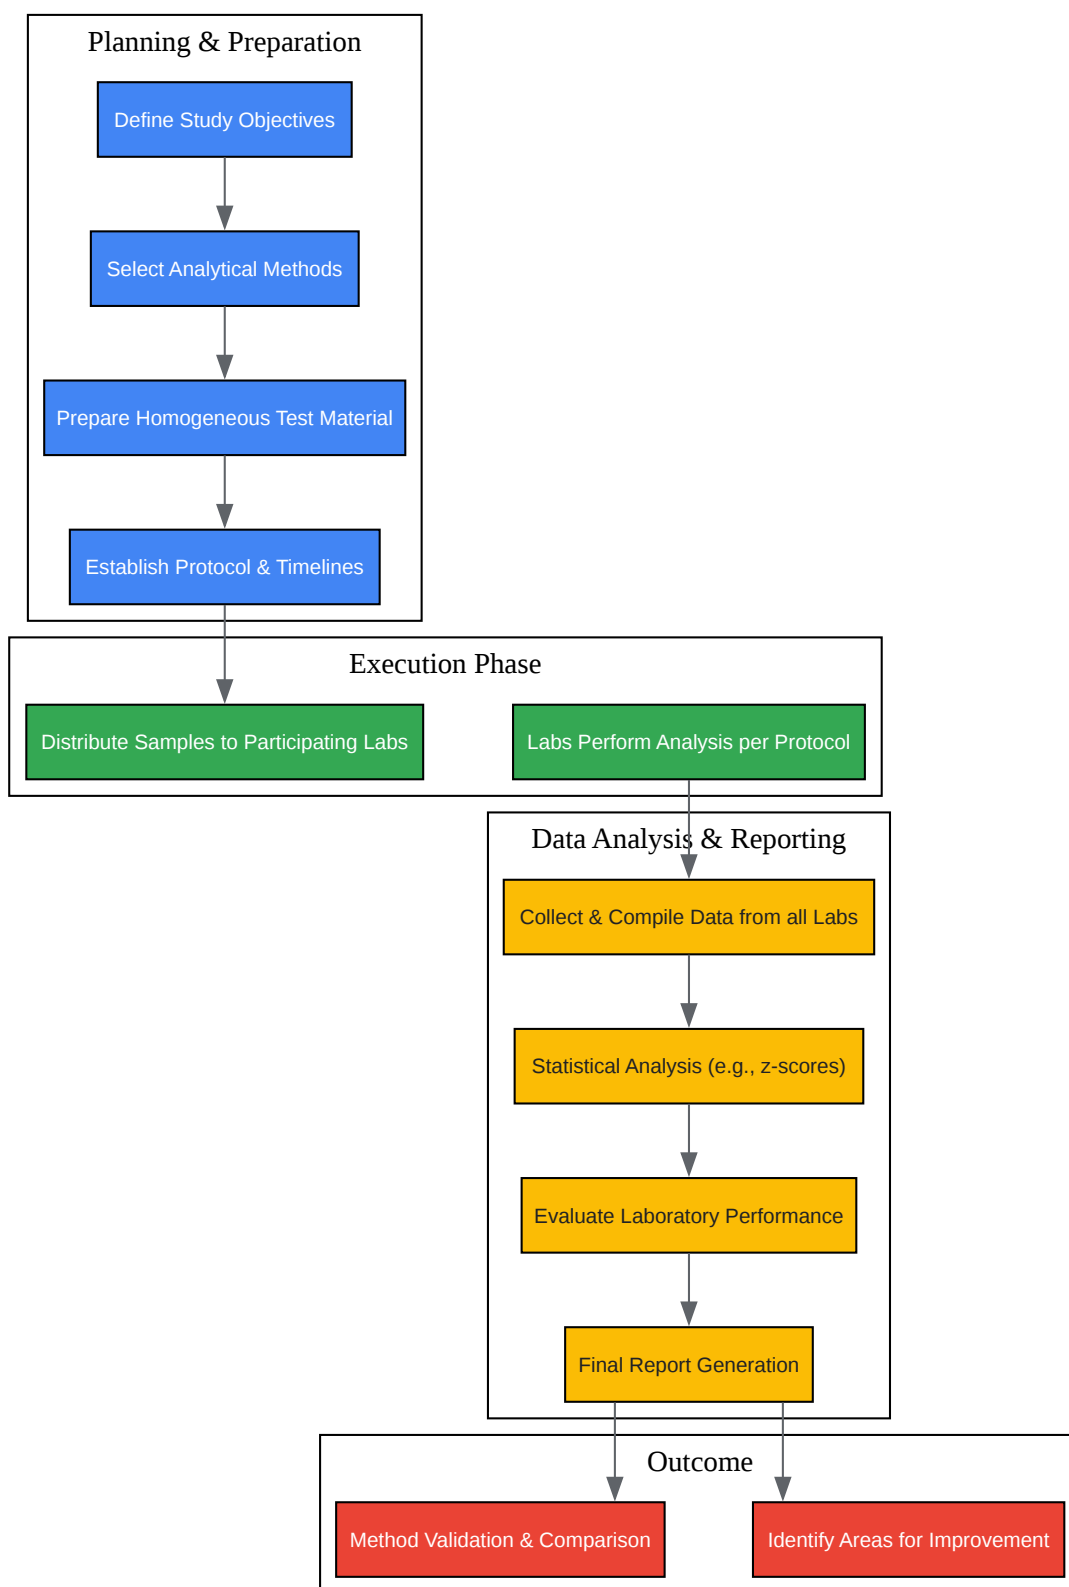 Planning & Preparation
Define Study Objectives
Select Analytical Methods
Prepare Homogeneous Test Material
Establish Protocol & Timelines
Execution Phase
Distribute Samples to Participating Labs
Labs Perform Analysis per Protocol
Data Analysis & Reporting
Collect & Compile Data from all Labs
Statistical Analysis (e.g., z-scores)
Evaluate Laboratory Performance
Final Report Generation
Outcome
Method Validation & Comparison
Identify Areas for Improvement